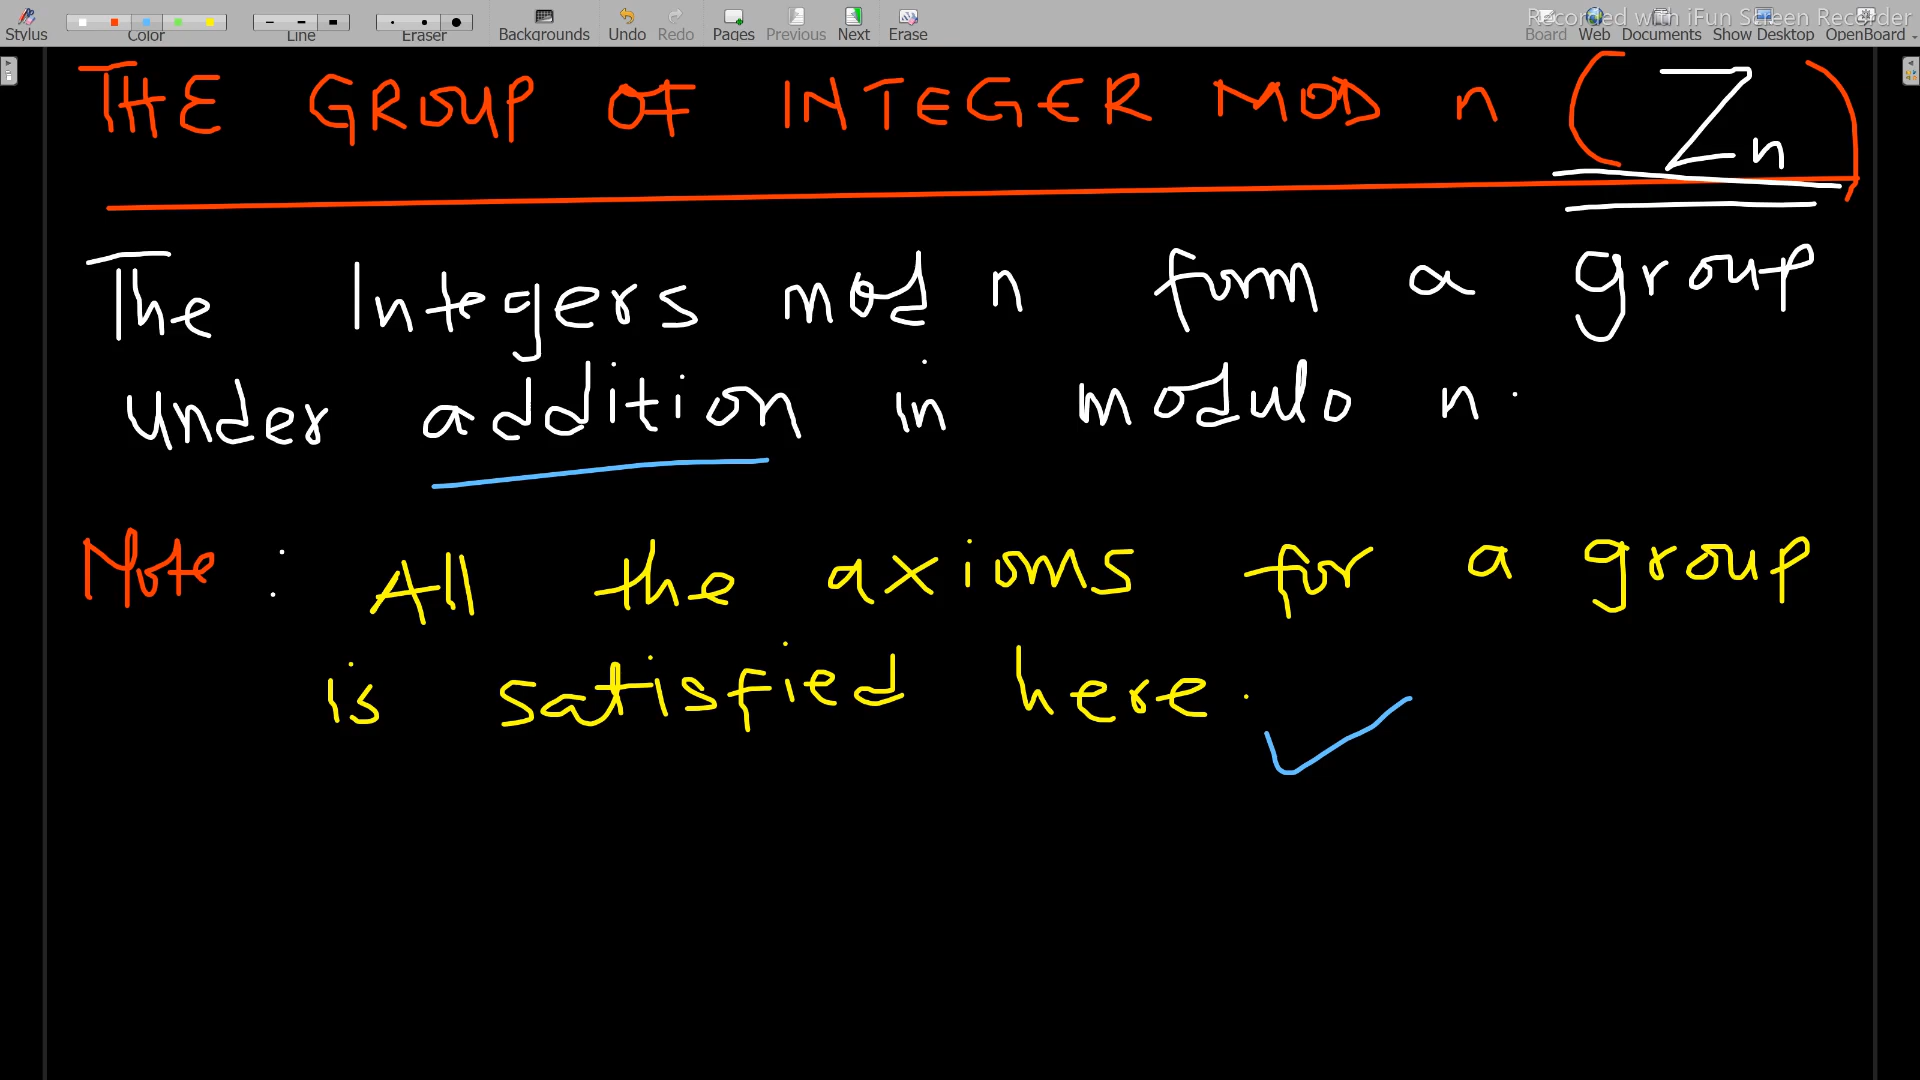 Recorded with iFun Screen Recorder
Stylus Color Line Eraser Backgrounds Undo Redo Pages Previous Next Erase Board Web Documents Show Desktop OpenBoard
THE GROUP OF INTEGER MOD n (Zn)
The Integers mod n form a group
under addition in modulo n.
Note: All the axioms for a group
is satisfied here.